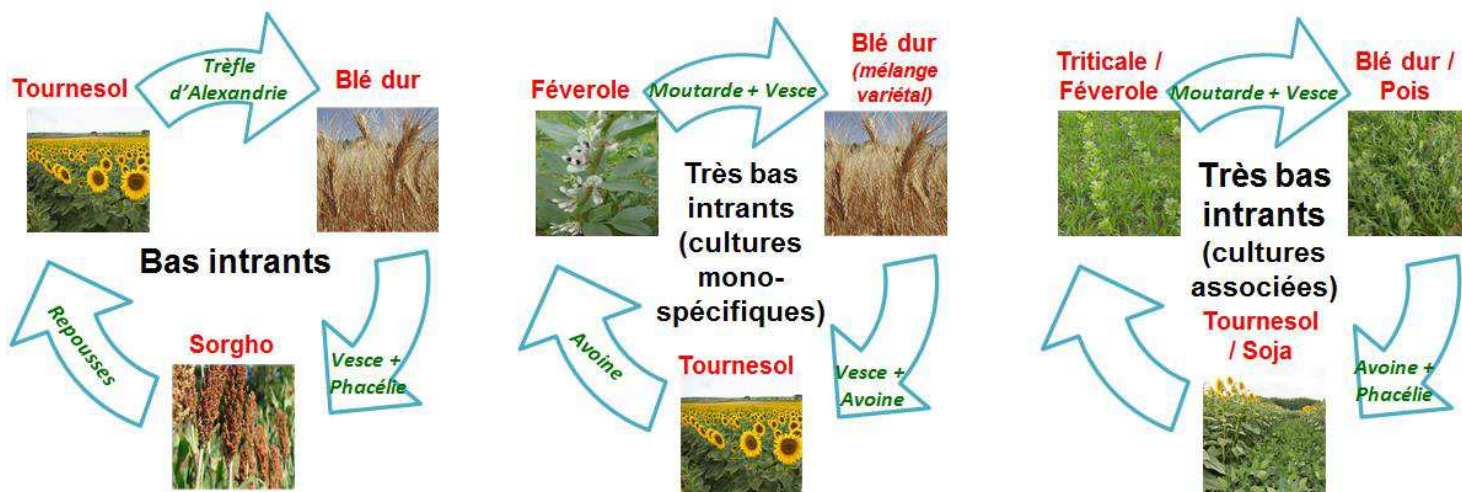 Tournesol
Trèfle
d'Alexandrie
Blé dur
Bas intrants
Repousses
Sorgho
Vesce +
Phacélie
Féverole
Moutarde + Vesce
Blé dur
(mélange
variétal)
Très bas
intrants
(cultures
mono-
spécifiques)
Avoine
Tournesol
Vesce +
Avoine
Triticale /
Féverole
Moutarde + Vesce
Blé dur /
Pois
Très bas
intrants
(cultures
associées)
Tournesol
/ Soja
Avoine +
Phacélie